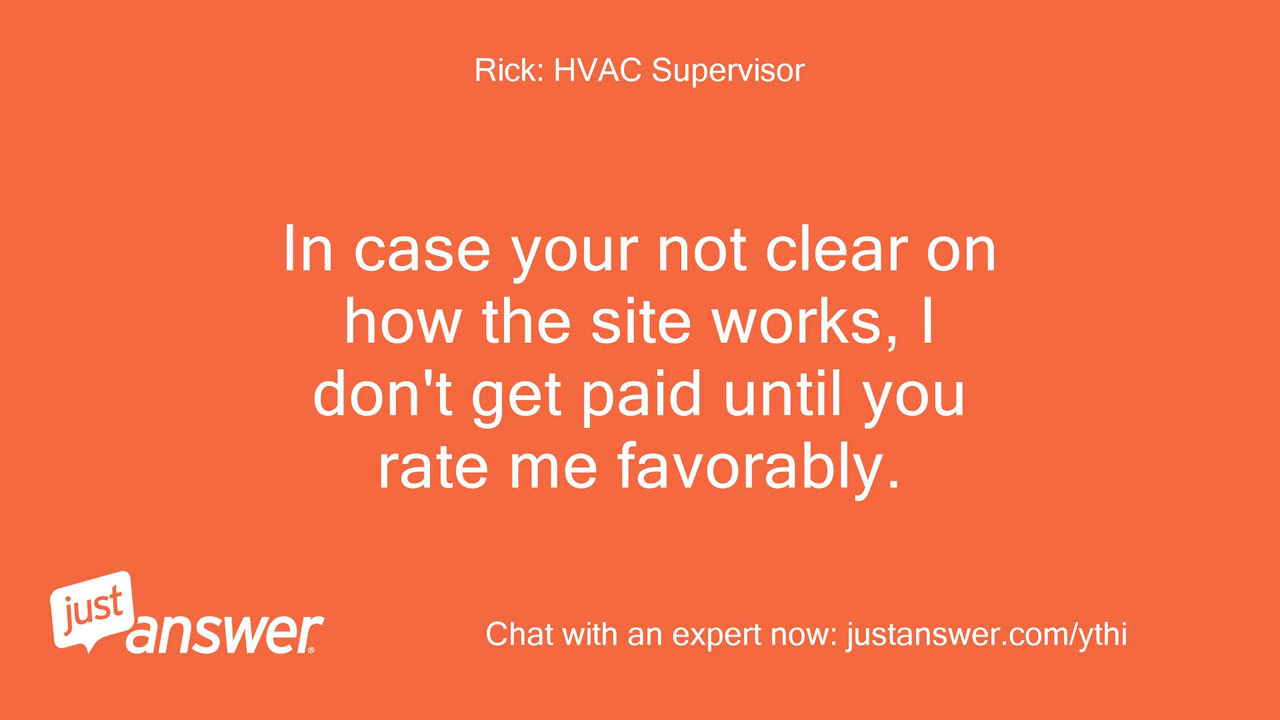 Rick: HVAC Supervisor
In case your not clear on
how the site works, I
don't get paid until you
rate me favorably.
just
answer®
Chat with an expert now: justanswer.com/ythi